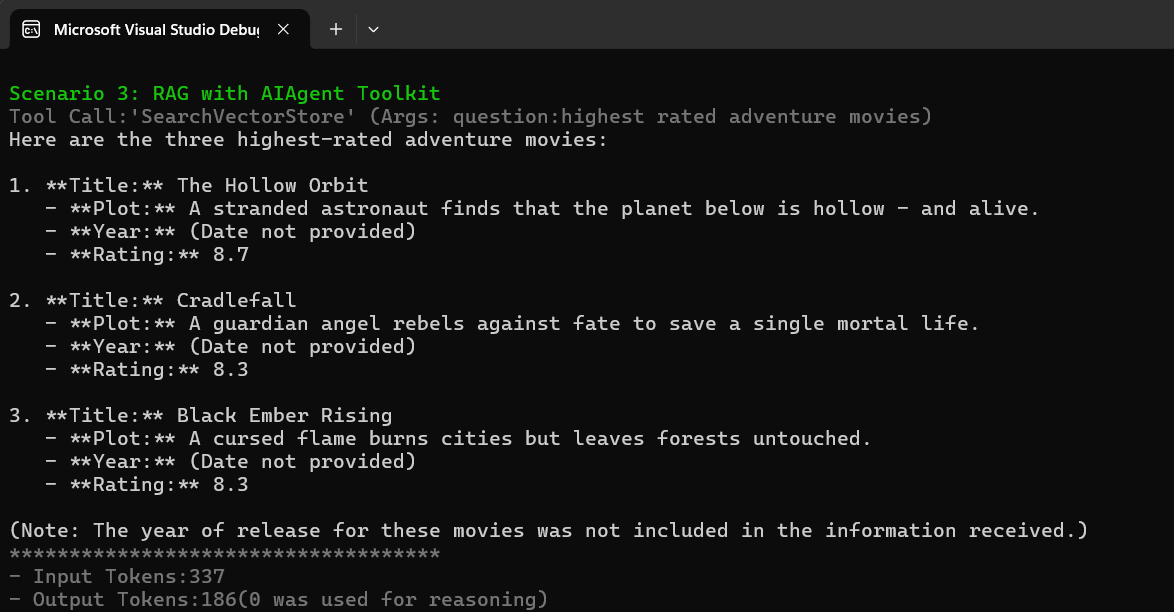 Microsoft Visual Studio Debug
Scenario 3: RAG with AIAgent Toolkit
Tool Call:'SearchVectorStore' (Args: question:highest rated adventure movies)
Here are the three highest-rated adventure movies:
1. **Title:** The Hollow Orbit
- **Plot:** A stranded astronaut finds that the planet below is hollow - and alive.
- **Year:** (Date not provided)
- **Rating:** 8.7
2. **Title:** Cradlefall
- **Plot:** A guardian angel rebels against fate to save a single mortal life.
- **Year:** (Date not provided)
- **Rating:** 8.3
3. **Title:** Black Ember Rising
- **Plot:** A cursed flame burns cities but leaves forests untouched.
- **Year:** (Date not provided)
- **Rating:** 8.3
(Note: The year of release for these movies was not included in the information received.)
************************************
- Input Tokens:337
- Output Tokens:186(0 was used for reasoning)